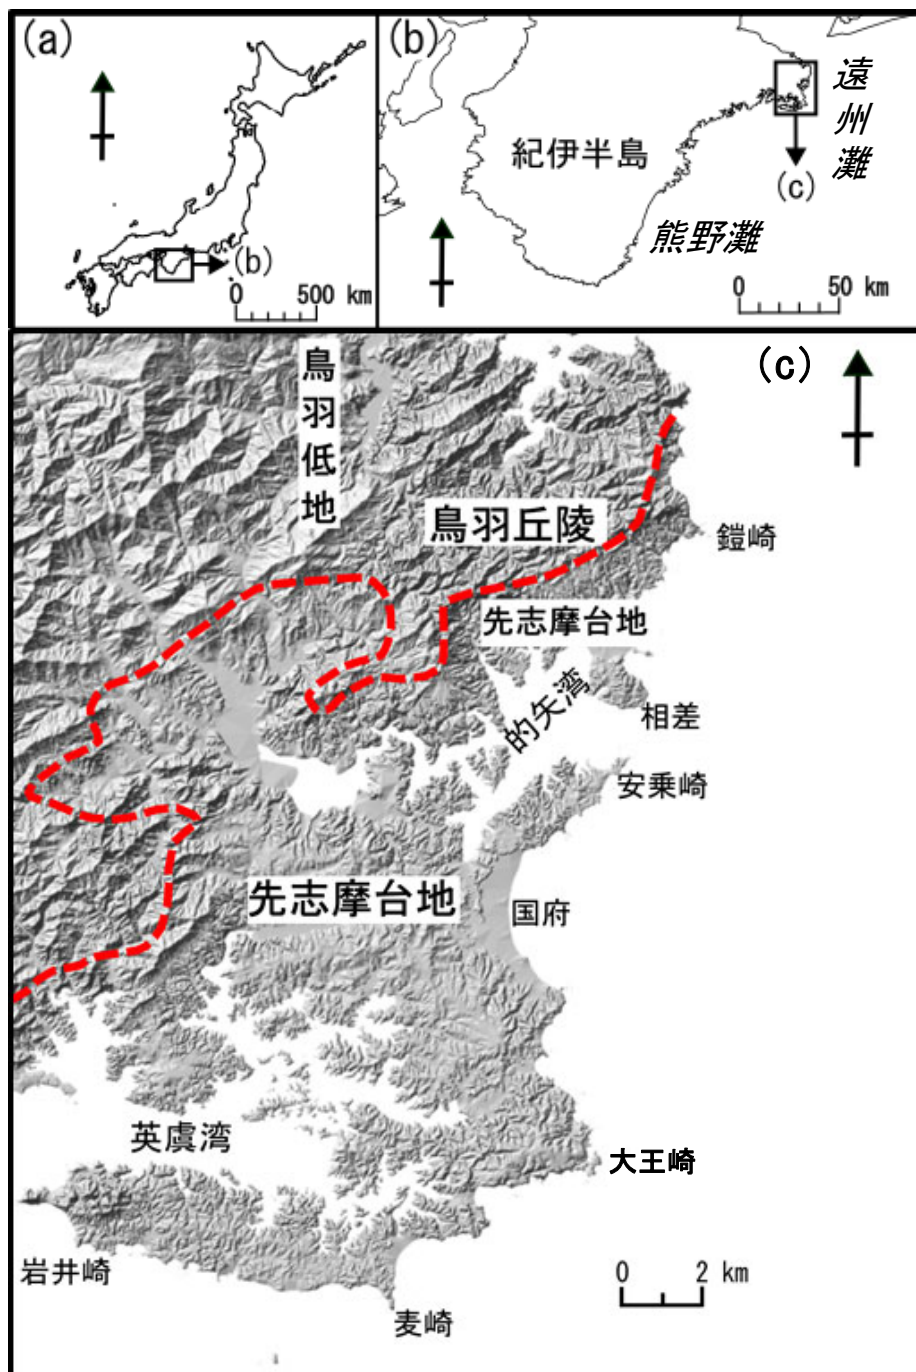 (a)
(b)
0 500 km
(b)
紀伊半島
熊野灘
遠州灘
(c)
0 50 km
(c)
鳥羽低地
鳥羽丘陵
鎧崎
先志摩台地
的矢湾
相差
安乗崎
先志摩台地
国府
英虞湾
大王崎
岩井崎
麦崎
0 2 km